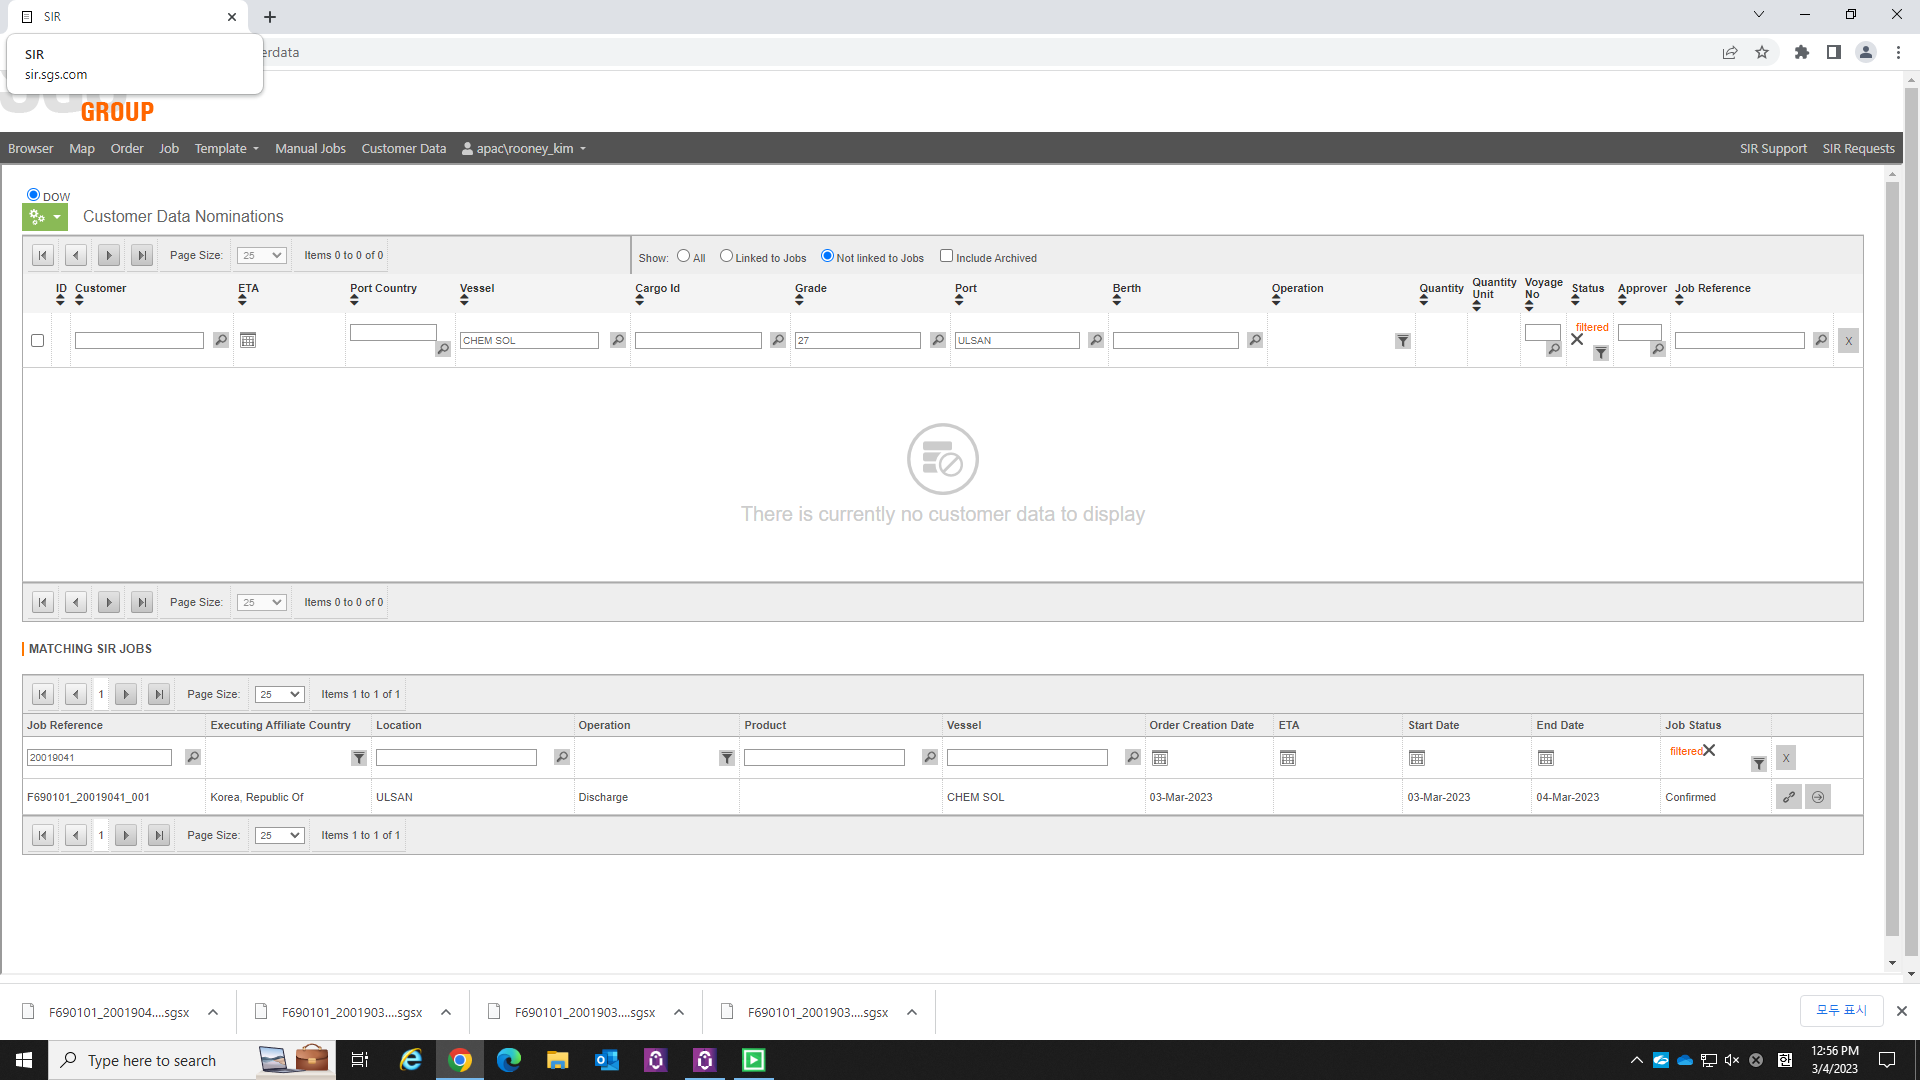 SIR
SIR
sir.sgs.com
erdata
GROUP
Browser Map Order Job Template Manual Jobs Customer Data apac\rooney_kim SIR Support SIR Requests
DOW
Customer Data Nominations
Page Size: 25 Items 0 to 0 of 0 Show: All Linked to Jobs Not linked to Jobs Include Archived
ID Customer ETA Port Country Vessel Cargo Id Grade Port Berth Operation Quantity Quantity Unit Voyage No Status Approver Job Reference
CHEM SOL 27 ULSAN filtered X
There is currently no customer data to display
Page Size: 25 Items 0 to 0 of 0
MATCHING SIR JOBS
1 Page Size: 25 Items 1 to 1 of 1
Job Reference Executing Affiliate Country Location Operation Product Vessel Order Creation Date ETA Start Date End Date Job Status
20019041 filtered X
F690101_20019041_001 Korea, Republic Of ULSAN Discharge CHEM SOL 03-Mar-2023 03-Mar-2023 04-Mar-2023 Confirmed
1 Page Size: 25 Items 1 to 1 of 1
F690101_2001904....sgsx F690101_2001903....sgsx F690101_2001903....sgsx F690101_2001903....sgsx 모두 표시
Type here to search 한 12:56 PM
3/4/2023